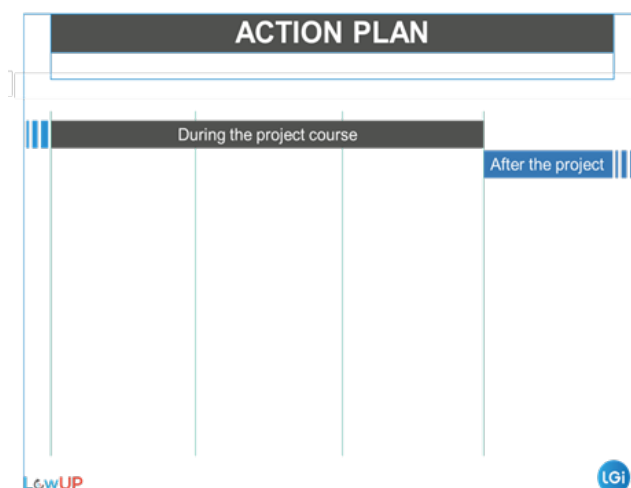 ACTION PLAN
During the project course
After the project
LowUP
LGi